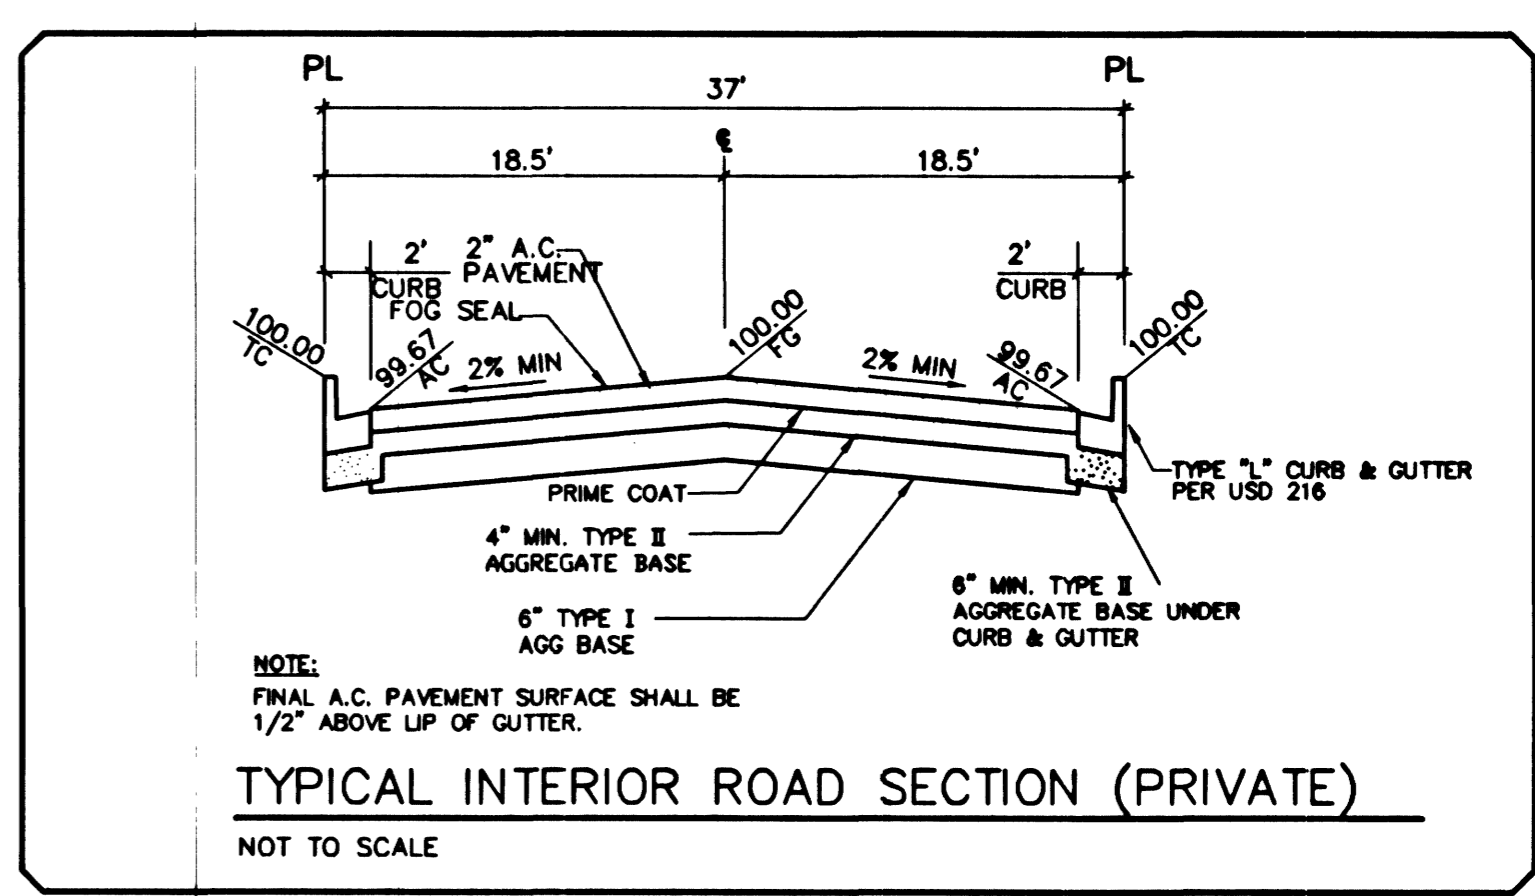 PL
PL
37'
℄
18.5'
18.5'
2'
CURB
2" A.C.
PAVEMENT
FOG SEAL
2'
CURB
100.00
TC
99.67
AC
2% MIN
100.00
FG
2% MIN
99.67
AC
100.00
TC
TYPE "L" CURB & GUTTER
PER USD 216
PRIME COAT
4" MIN. TYPE II
AGGREGATE BASE
6" MIN. TYPE II
AGGREGATE BASE UNDER
CURB & GUTTER
6" TYPE I
AGG BASE
NOTE:
FINAL A.C. PAVEMENT SURFACE SHALL BE
1/2" ABOVE LIP OF GUTTER.
TYPICAL INTERIOR ROAD SECTION (PRIVATE)
NOT TO SCALE